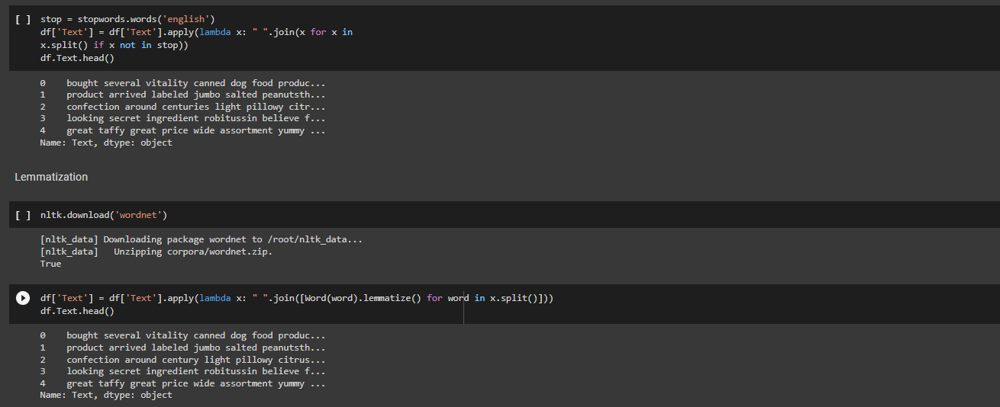 [ ] stop = stopwords.words('english')
df['Text'] = df['Text'].apply(lambda x: " ".join(x for x in
x.split() if x not in stop))
df.Text.head()
0    bought several vitality canned dog food produc...
1    product arrived labeled jumbo salted peanutsth...
2    confection around centuries light pillowy citr...
3    looking secret ingredient robitussin believe f...
4    great taffy great price wide assortment yummy ...
Name: Text, dtype: object
Lemmatization
[ ] nltk.download('wordnet')
[nltk_data] Downloading package wordnet to /root/nltk_data...
[nltk_data]   Unzipping corpora/wordnet.zip.
True
df['Text'] = df['Text'].apply(lambda x: " ".join([Word(word).lemmatize() for word in x.split()]))
df.Text.head()
0    bought several vitality canned dog food produc...
1    product arrived labeled jumbo salted peanutsth...
2    confection around century light pillowy citrus...
3    looking secret ingredient robitussin believe f...
4    great taffy great price wide assortment yummy ...
Name: Text, dtype: object